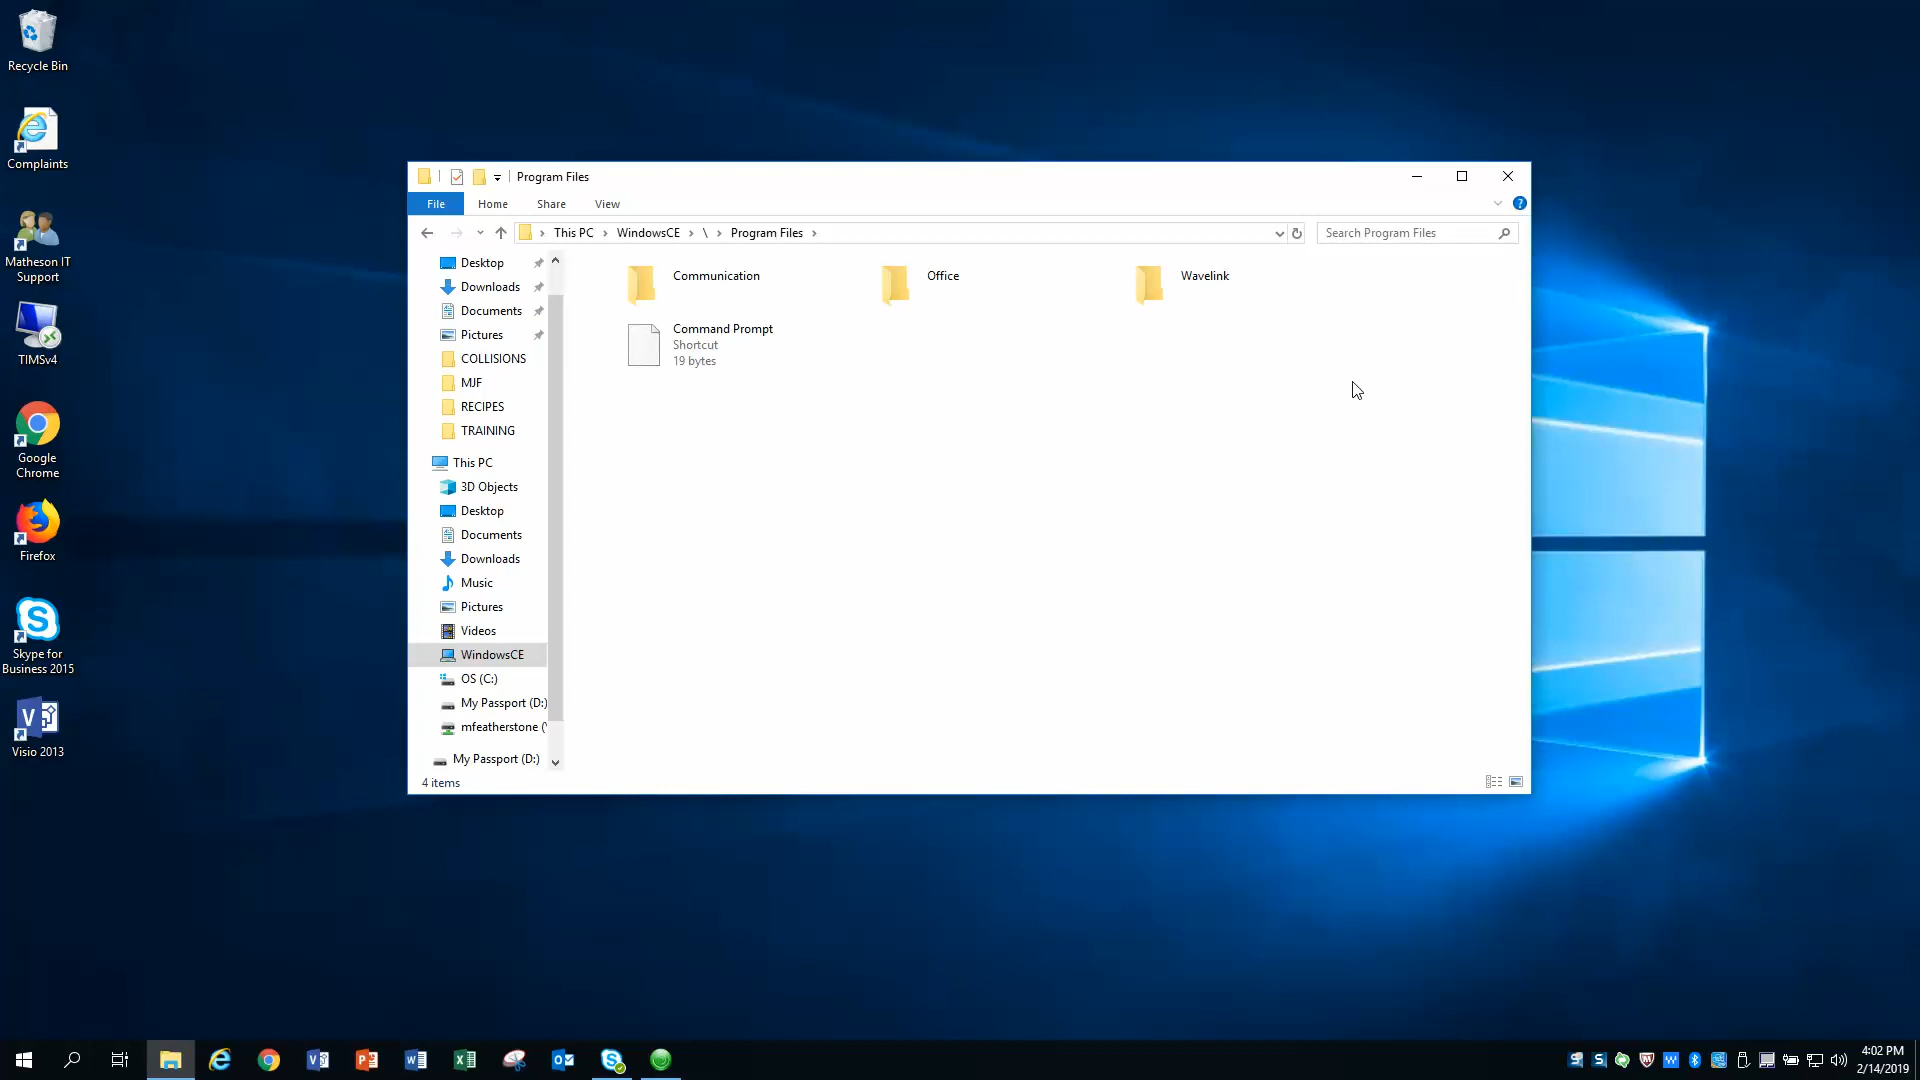 Recycle Bin
Complaints
Matheson IT
Support
TIMSv4
Google
Chrome
Firefox
Skype for
Business 2015
Visio 2013
Program Files
File Home Share View
This PC > WindowsCE > \ > Program Files >
Search Program Files
Desktop
Downloads
Documents
Pictures
COLLISIONS
MJF
RECIPES
TRAINING
This PC
3D Objects
Desktop
Documents
Downloads
Music
Pictures
Videos
WindowsCE
OS (C:)
My Passport (D:)
mfeatherstone (
My Passport (D:)
Communication
Office
Wavelink
Command Prompt
Shortcut
19 bytes
4 items
4:02 PM
2/14/2019